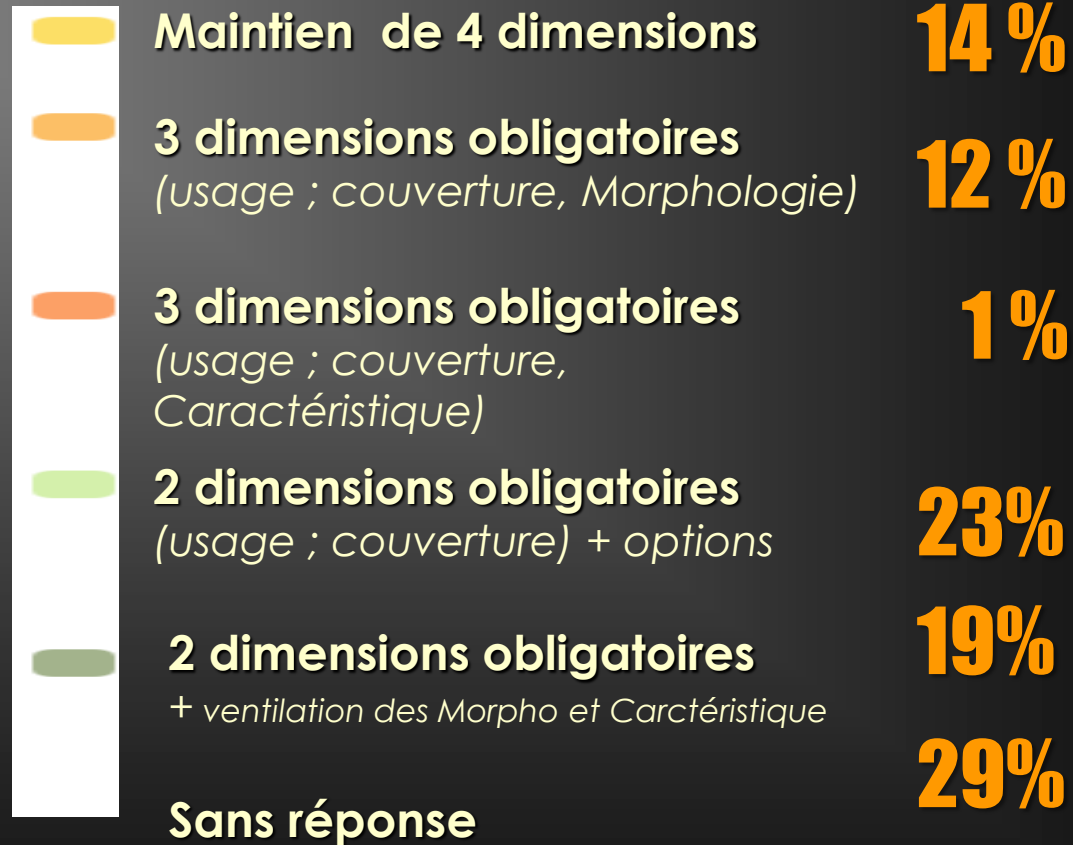 Maintien de 4 dimensions
14 %
3 dimensions obligatoires
(usage ; couverture, Morphologie)
12 %
3 dimensions obligatoires
(usage ; couverture,
Caractéristique)
1 %
2 dimensions obligatoires
(usage ; couverture) + options
23%
2 dimensions obligatoires
+ ventilation des Morpho et Carctéristique
19%
Sans réponse
29%